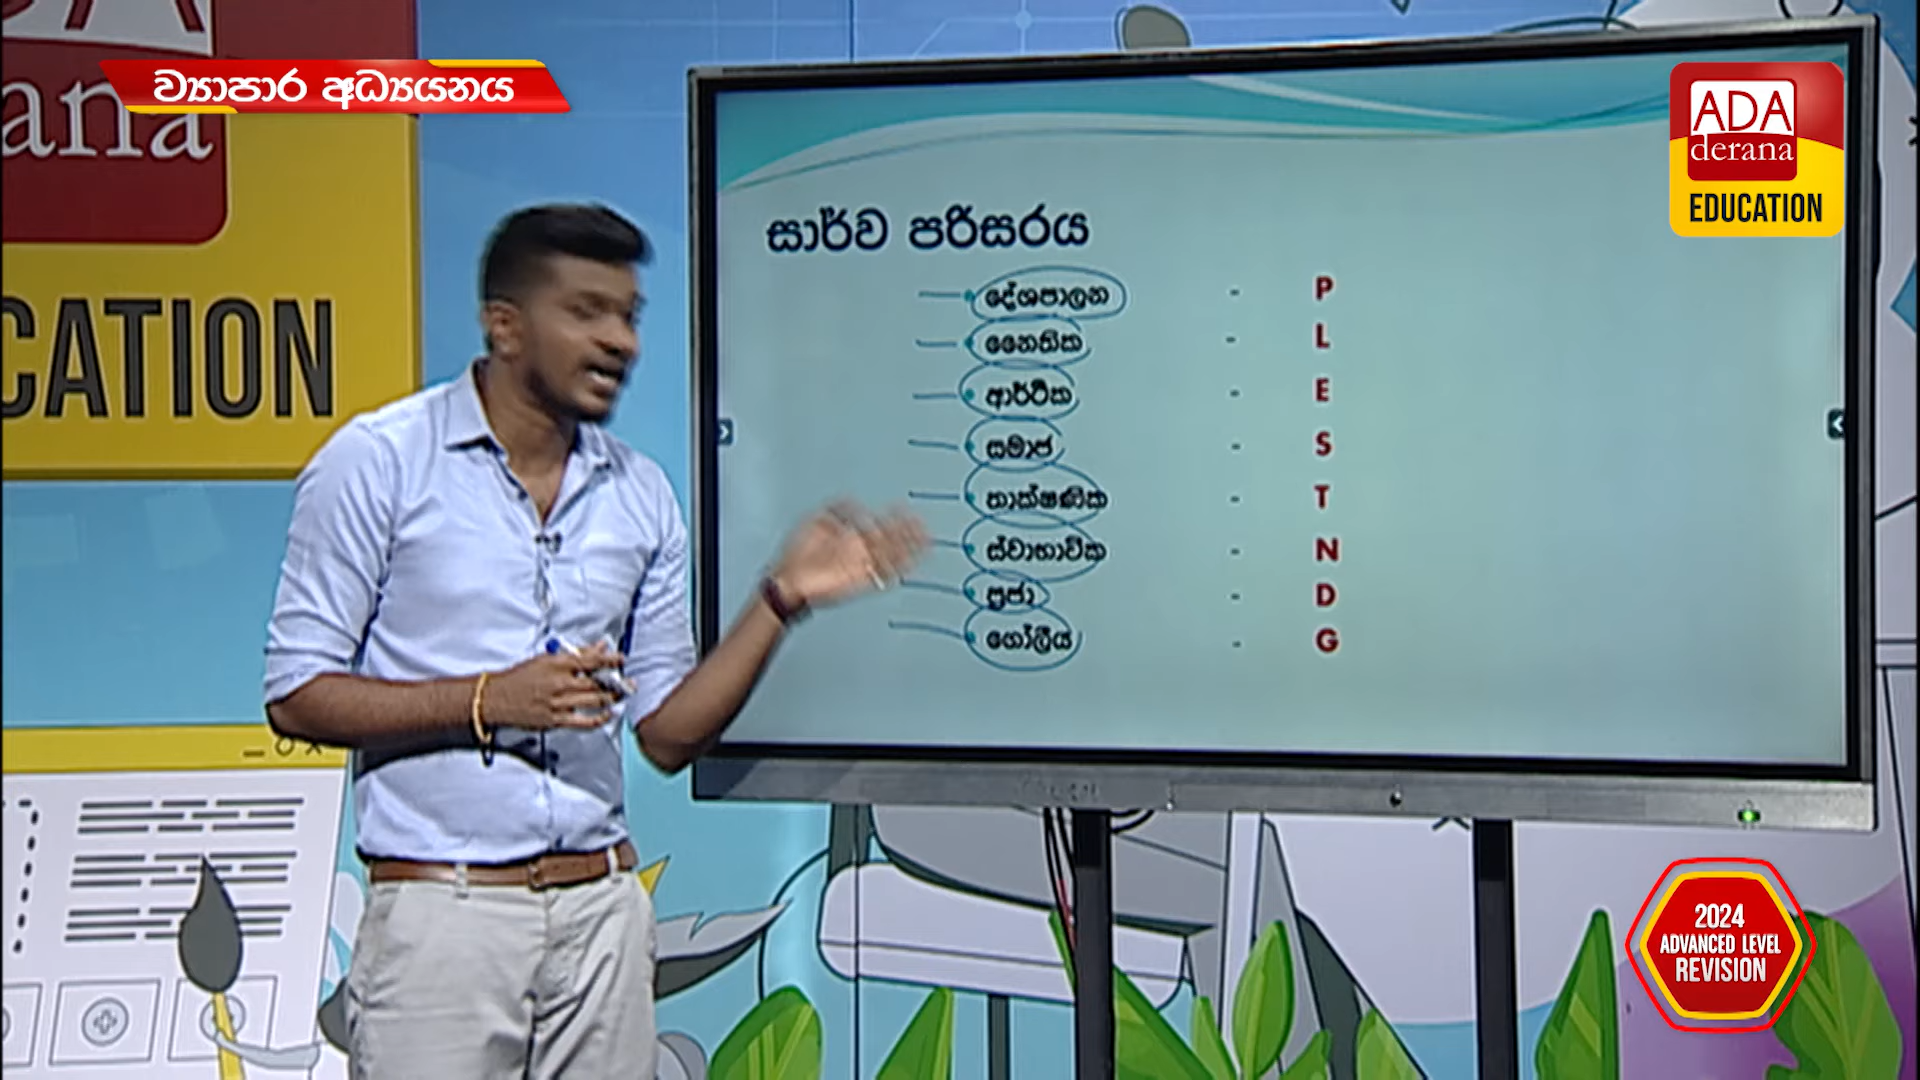 ව්‍යාපාර අධ්‍යයනය
ADA
derana
EDUCATION
ana
CATION
සාර්ව පරිසරය
දේශපාලන - P
නෛතික - L
ආර්ථික - E
සමාජ - S
තාක්ෂණික - T
ස්වාභාවික - N
ප්‍රජා - D
ගෝලීය - G
2024
ADVANCED LEVEL
REVISION